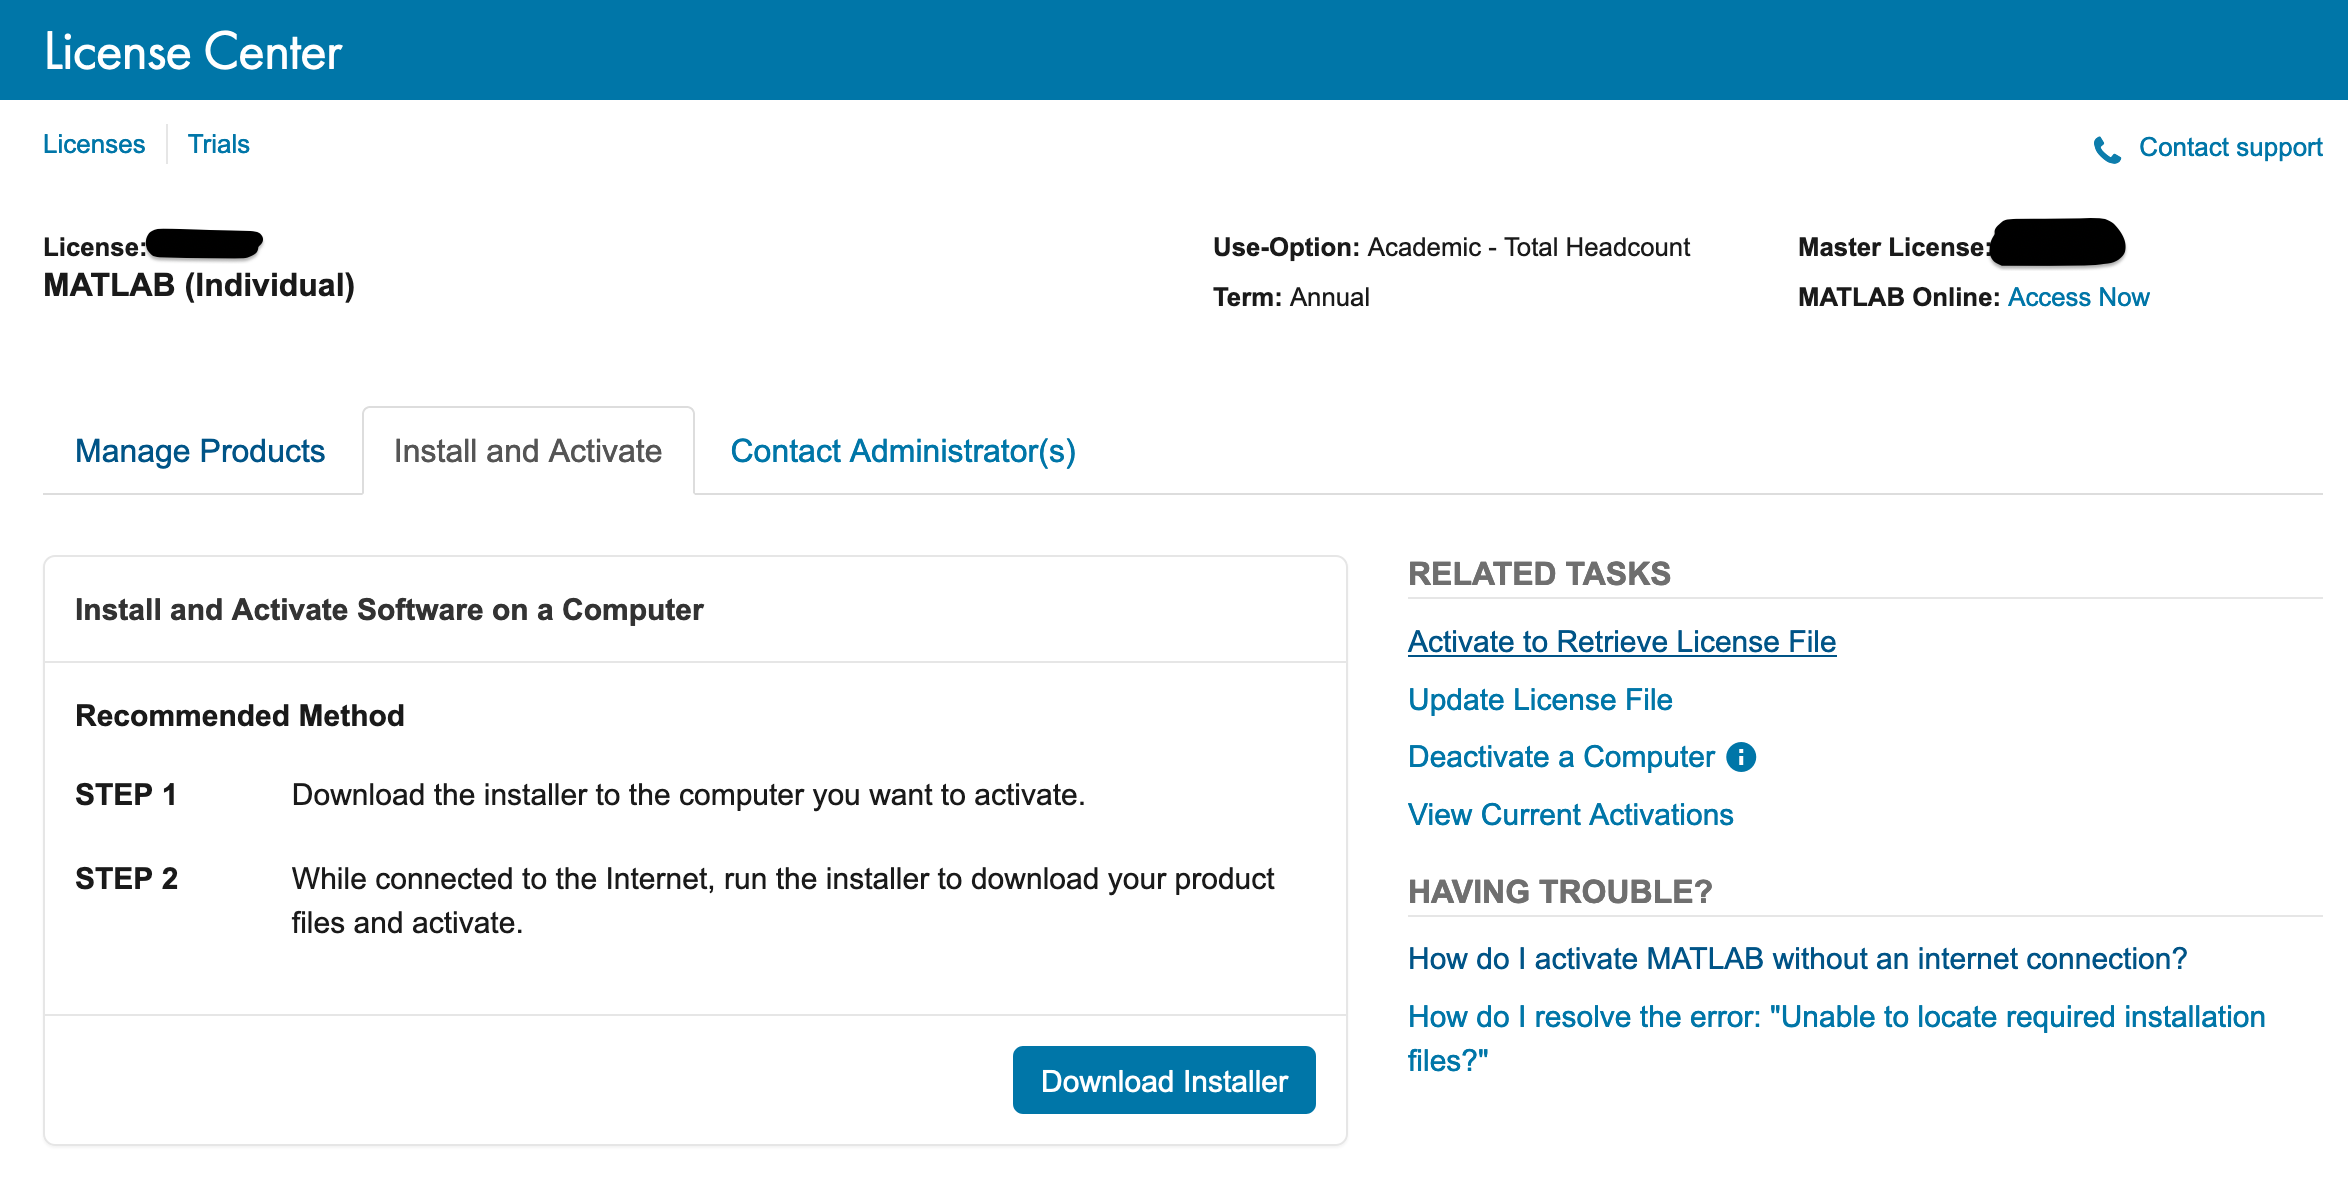 License Center
Licenses
Trials
Contact support
License:
MATLAB (Individual)
Use-Option: Academic - Total Headcount
Term: Annual
Master License:
MATLAB Online: Access Now
Manage Products
Install and Activate
Contact Administrator(s)
Install and Activate Software on a Computer
Recommended Method
STEP 1
Download the installer to the computer you want to activate.
STEP 2
While connected to the Internet, run the installer to download your product
files and activate.
Download Installer
RELATED TASKS
Activate to Retrieve License File
Update License File
Deactivate a Computer
View Current Activations
HAVING TROUBLE?
How do I activate MATLAB without an internet connection?
How do I resolve the error: "Unable to locate required installation
files?"